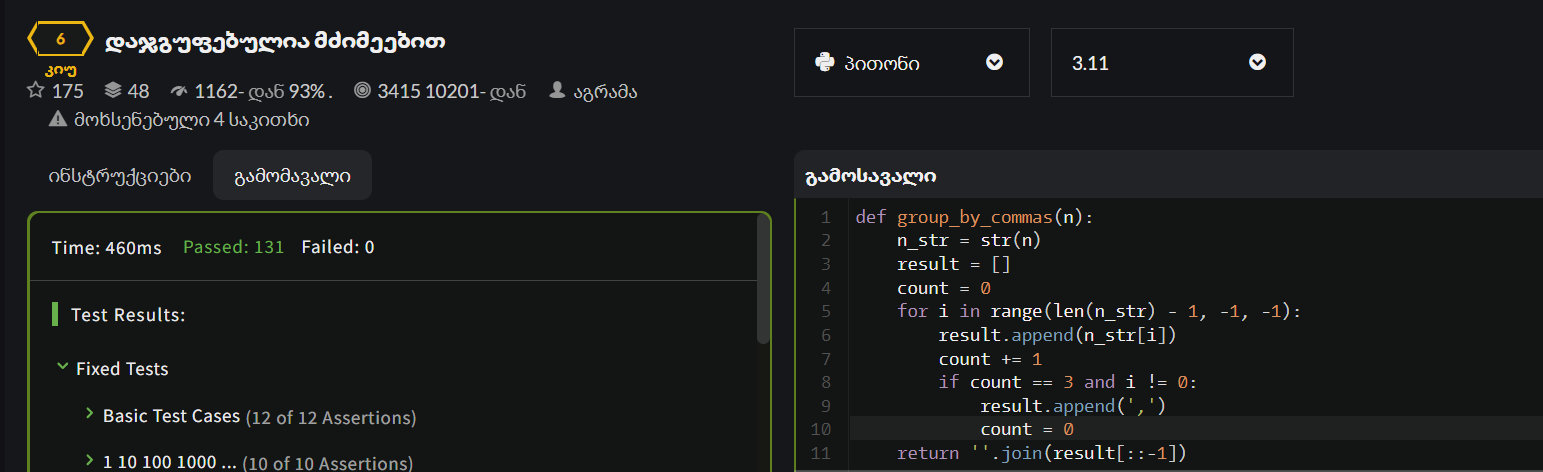 6
კიუ
დაჯგუფებულია მძიმეებით
175 48 1162- დან 93% . 3415 10201- დან აგრამა
მოხსენებული 4 საკითხი
პითონი 3.11
ინსტრუქციები გამომავალი
Time: 460ms Passed: 131 Failed: 0
Test Results:
Fixed Tests
Basic Test Cases (12 of 12 Assertions)
1 10 100 1000 ... (10 of 10 Assertions)
გამოსავალი
1 def group_by_commas(n):
2 n_str = str(n)
3 result = []
4 count = 0
5 for i in range(len(n_str) - 1, -1, -1):
6 result.append(n_str[i])
7 count += 1
8 if count == 3 and i != 0:
9 result.append(',')
10 count = 0
11 return ''.join(result[::-1])